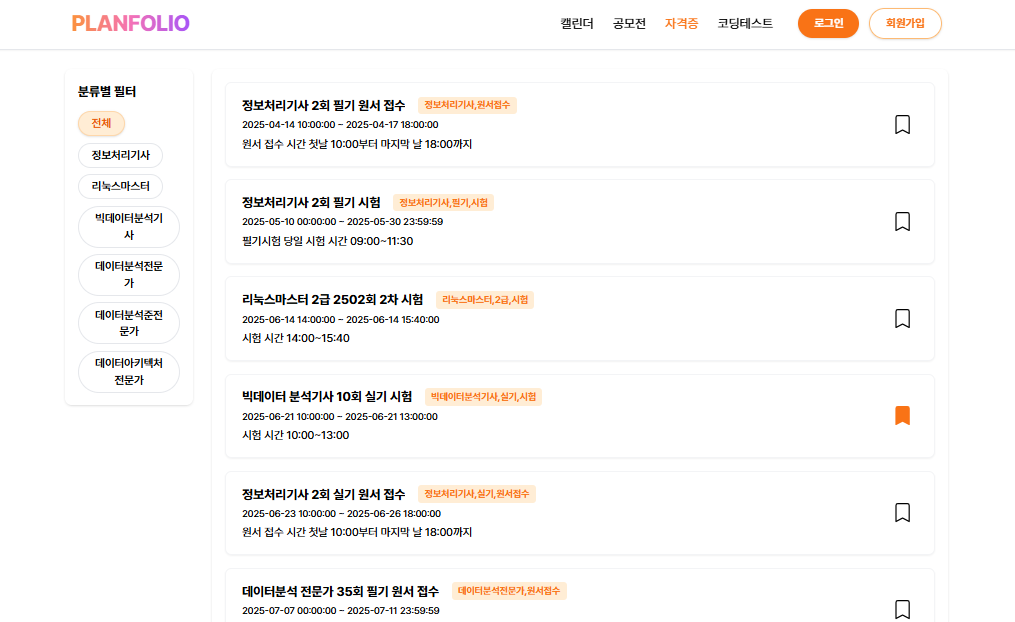 PLANFOLIO
캘린더 공모전 자격증 코딩테스트 로그인 회원가입
분류별 필터
전체
정보처리기사
리눅스마스터
빅데이터분석기
사
데이터분석전문
가
데이터분석준전
문가
데이터아키텍처
전문가
정보처리기사 2회 필기 원서 접수 정보처리기사,원서접수
2025-04-14 10:00:00 ~ 2025-04-17 18:00:00
원서 접수 시간 첫날 10:00부터 마지막 날 18:00까지
정보처리기사 2회 필기 시험 정보처리기사,필기,시험
2025-05-10 00:00:00 ~ 2025-05-30 23:59:59
필기시험 당일 시험 시간 09:00~11:30
리눅스마스터 2급 2502회 2차 시험 리눅스마스터,2급,시험
2025-06-14 14:00:00 ~ 2025-06-14 15:40:00
시험 시간 14:00~15:40
빅데이터 분석기사 10회 실기 시험 빅데이터분석기사,실기,시험
2025-06-21 10:00:00 ~ 2025-06-21 13:00:00
시험 시간 10:00~13:00
정보처리기사 2회 실기 원서 접수 정보처리기사,실기,원서접수
2025-06-23 10:00:00 ~ 2025-06-26 18:00:00
원서 접수 시간 첫날 10:00부터 마지막 날 18:00까지
데이터분석 전문가 35회 필기 원서 접수 데이터분석전문가,원서접수
2025-07-07 00:00:00 ~ 2025-07-11 23:59:59